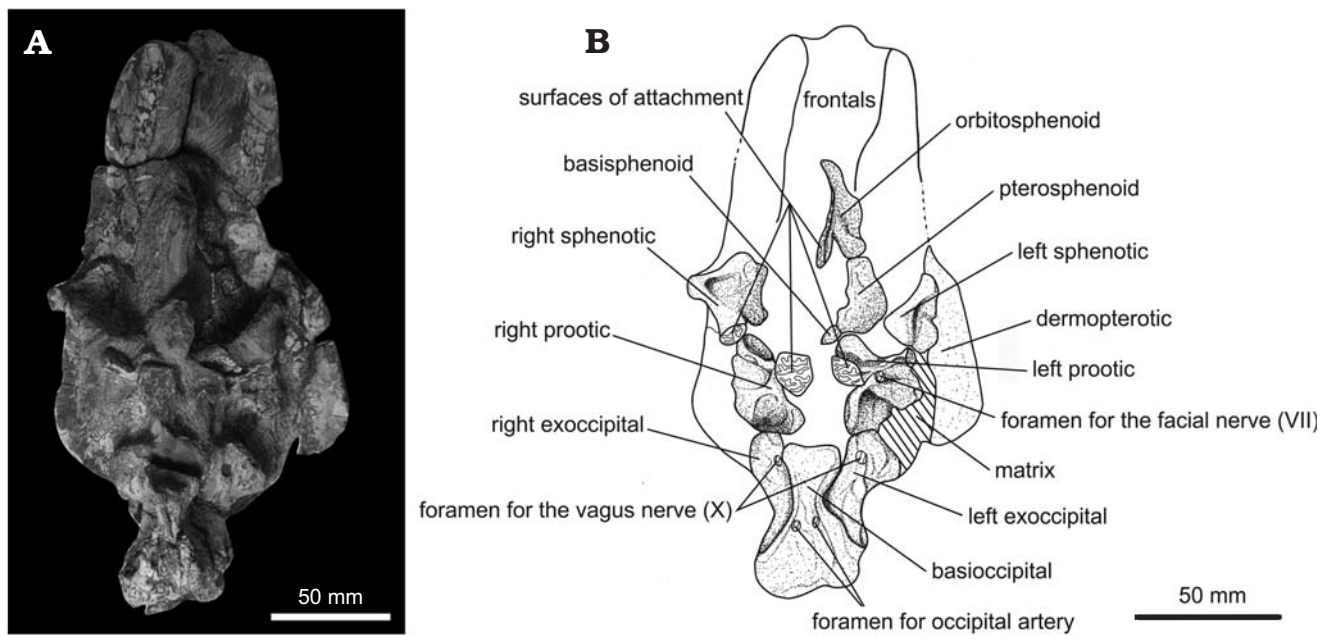 A
50 mm
B
surfaces of attachment
frontals
orbitosphenoid
basisphenoid
pterosphenoid
right sphenotic
left sphenotic
right prootic
dermopterotic
left prootic
right exoccipital
foramen for the facial nerve (VII)
matrix
foramen for the vagus nerve (X)
left exoccipital
basioccipital
foramen for occipital artery
50 mm